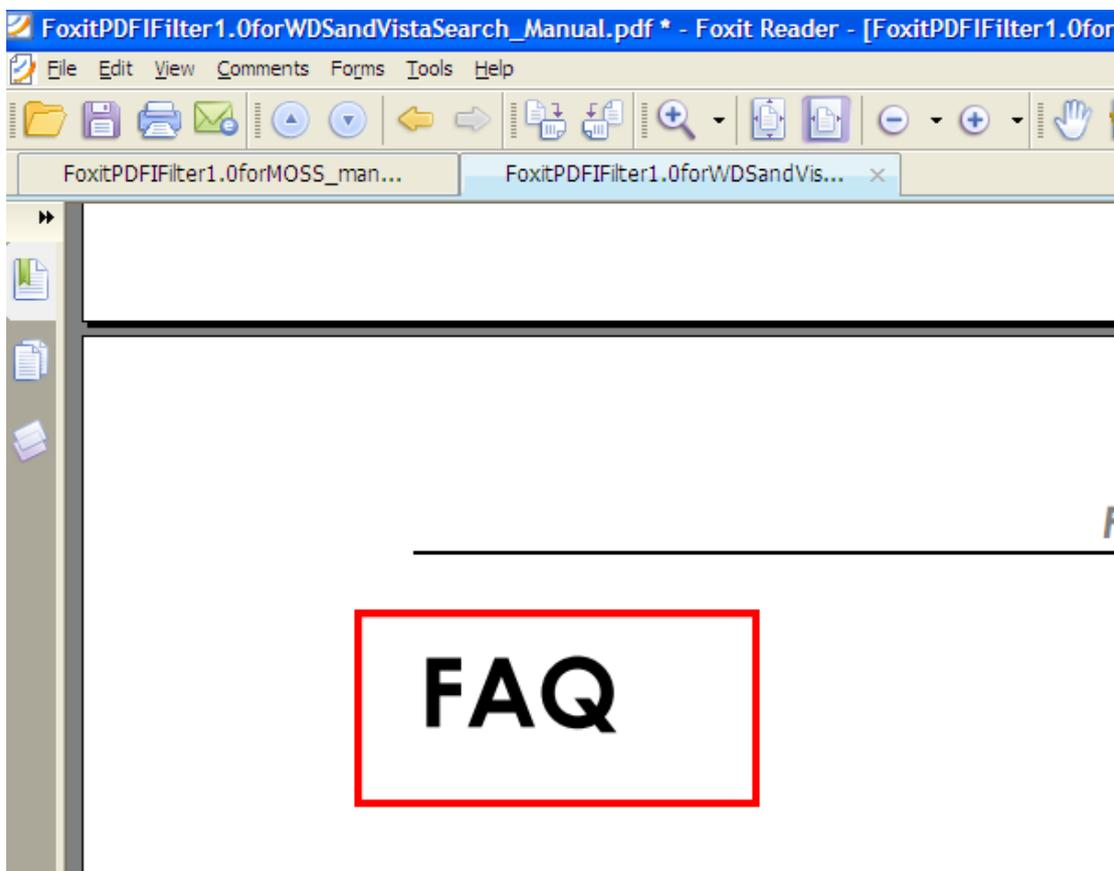 FoxitPDFIFilter1.0forWDSandVistaSearch_Manual.pdf * - Foxit Reader - [FoxitPDFIFilter1.0for
File Edit View Comments Forms Tools Help
FoxitPDFIFilter1.0forMOSS_man... FoxitPDFIFilter1.0forWDSandVis...
F
FAQ